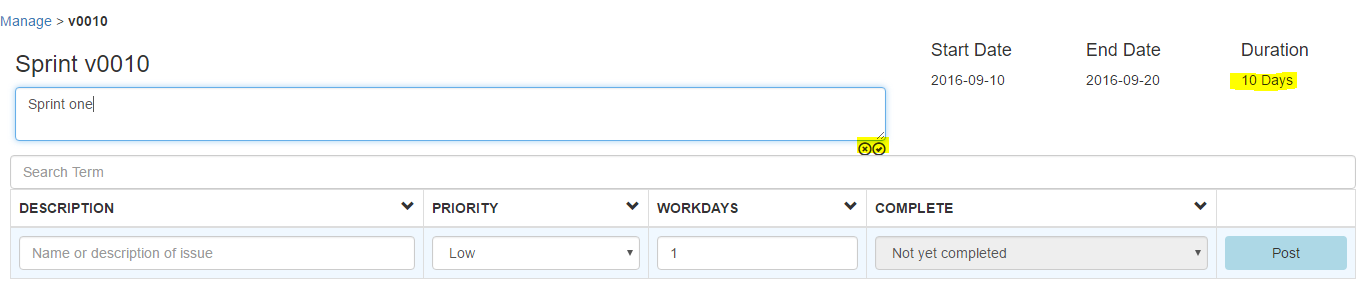 Manage > v0010
Sprint v0010
Start Date End Date Duration
2016-09-10 2016-09-20 10 Days
Sprint one
Search Term
DESCRIPTION PRIORITY WORKDAYS COMPLETE
Name or description of issue Low 1 Not yet completed Post